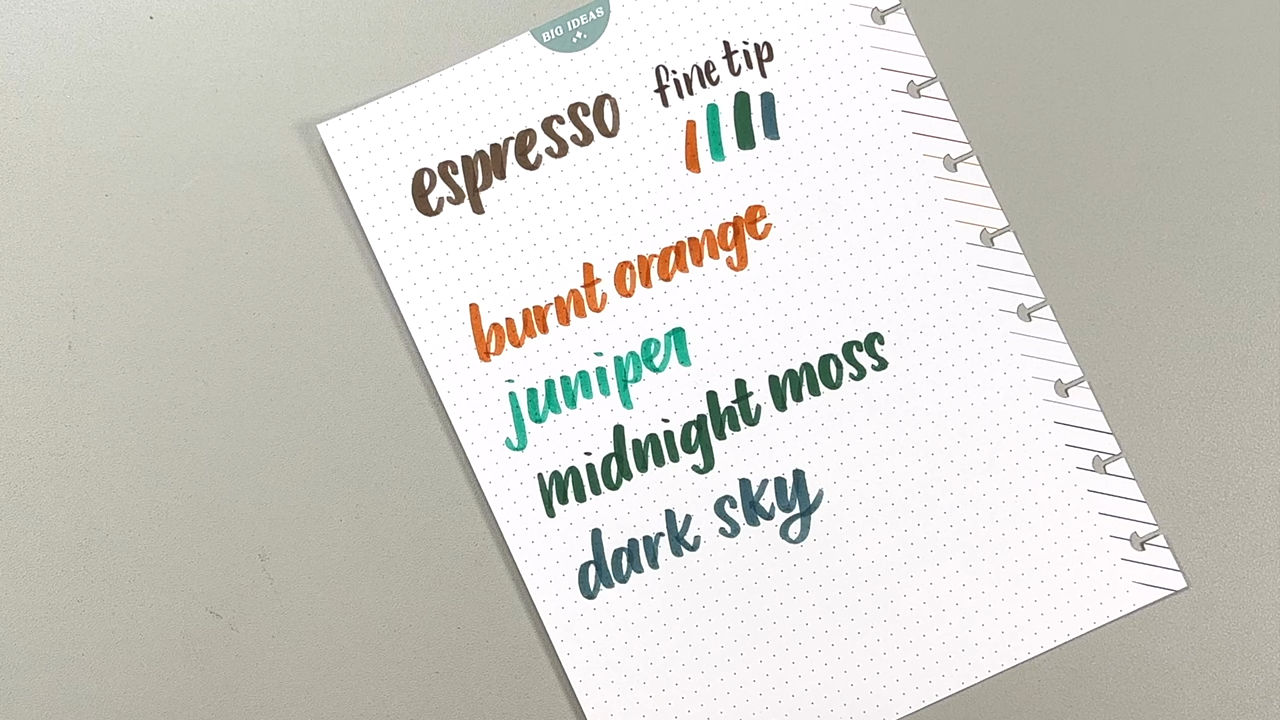 BIG IDEAS
fine tip
espresso
burnt orange
juniper
midnight moss
dark sky